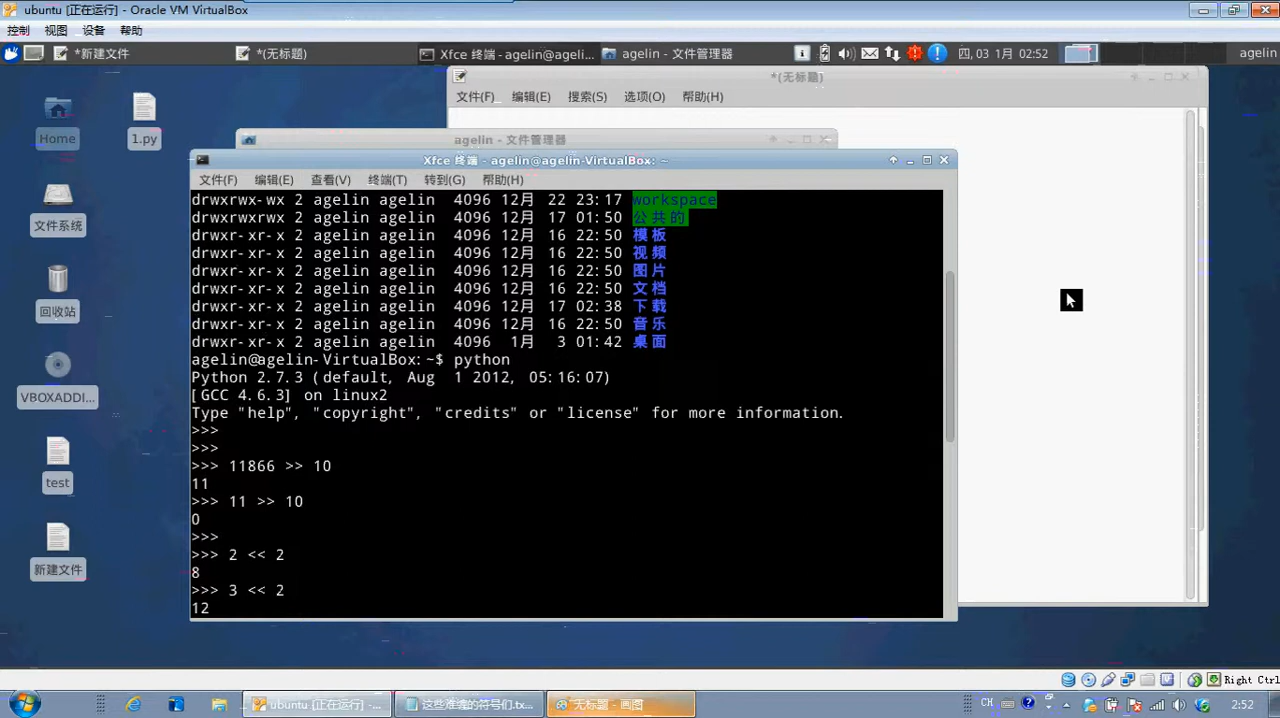 ubuntu [正在运行] - Oracle VM VirtualBox
控制 视图 设备 帮助
*新建文件 *(无标题) Xfce 终端 - agelin@ageli... agelin - 文件管理器 四, 03 1月 02:52 agelin
*(无标题)
文件(F) 编辑(E) 搜索(S) 选项(O) 帮助(H)
Home
1.py
agelin - 文件管理器
Xfce 终端 - agelin@agelin-VirtualBox: ~
文件(F) 编辑(E) 查看(V) 终端(T) 转到(G) 帮助(H)
文件系统
回收站
VBOXADDI...
test
新建文件
drwxrwx-wx 2 agelin agelin 4096 12月 22 23:17 workspace
drwxrwxrwx 2 agelin agelin 4096 12月 17 01:50 公共的
drwxr-xr-x 2 agelin agelin 4096 12月 16 22:50 模板
drwxr-xr-x 2 agelin agelin 4096 12月 16 22:50 视频
drwxr-xr-x 2 agelin agelin 4096 12月 16 22:50 图片
drwxr-xr-x 2 agelin agelin 4096 12月 16 22:50 文档
drwxr-xr-x 2 agelin agelin 4096 12月 17 02:38 下载
drwxr-xr-x 2 agelin agelin 4096 12月 16 22:50 音乐
drwxr-xr-x 2 agelin agelin 4096 1月 3 01:42 桌面
agelin@agelin-VirtualBox:~$ python
Python 2.7.3 (default, Aug 1 2012, 05:16:07)
[GCC 4.6.3] on linux2
Type "help", "copyright", "credits" or "license" for more information.
>>>
>>>
>>> 11866 >> 10
11
>>> 11 >> 10
0
>>>
>>> 2 << 2
8
>>> 3 << 2
12
Right Ctrl
ubuntu [正在运行] -... 这些难魂的符号们.tx... 无标题 - 画图 CH 2:52